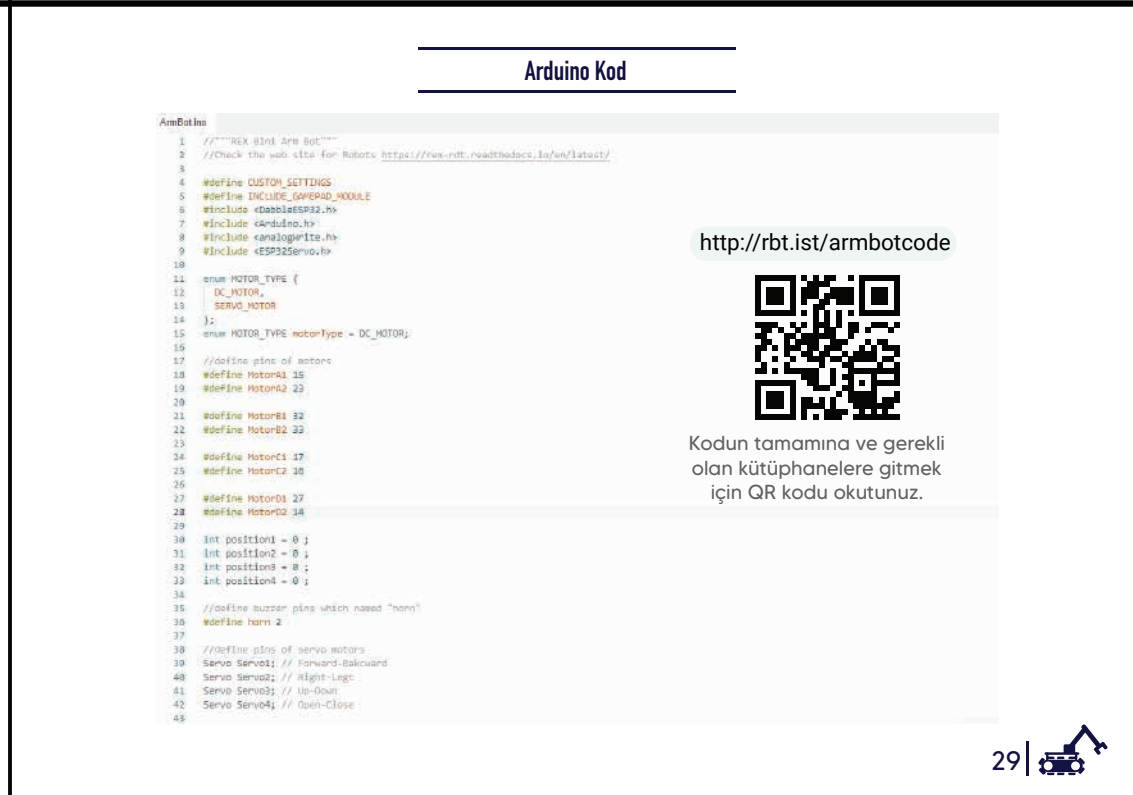 Arduino Kod
ArmBot.ino
1 //"""REX 8in1 Arm Bot"""
2 //Check the web site for Robots https://rex-rdt.readthedocs.io/en/latest/
3
4 #define CUSTOM_SETTINGS
5 #define INCLUDE_GAMEPAD_MODULE
6 #include <DabbleESP32.h>
7 #include <Arduino.h>
8 #include <analogWrite.h>
9 #include <ESP32Servo.h>
10
11 enum MOTOR_TYPE {
12 DC_MOTOR,
13 SERVO_MOTOR
14 };
15 enum MOTOR_TYPE motorType = DC_MOTOR;
16
17 //define pins of motors
18 #define MotorA1 15
19 #define MotorA2 23
20
21 #define MotorB1 32
22 #define MotorB2 33
23
24 #define MotorC1 17
25 #define MotorC2 16
26
27 #define MotorD1 27
28 #define MotorD2 14
29
30 int position1 = 0 ;
31 int position2 = 0 ;
32 int position3 = 0 ;
33 int position4 = 0 ;
34
35 //define buzzer pins which named "horn"
36 #define horn 2
37
38 //define pins of servo motors
39 Servo Servo1; // Forward-Bakcward
40 Servo Servo2; // Right-Legt
41 Servo Servo3; // Up-Down
42 Servo Servo4; // Open-Close
43
http://rbt.ist/armbotcode
Kodun tamamına ve gerekli
olan kütüphanelere gitmek
için QR kodu okutunuz.
29